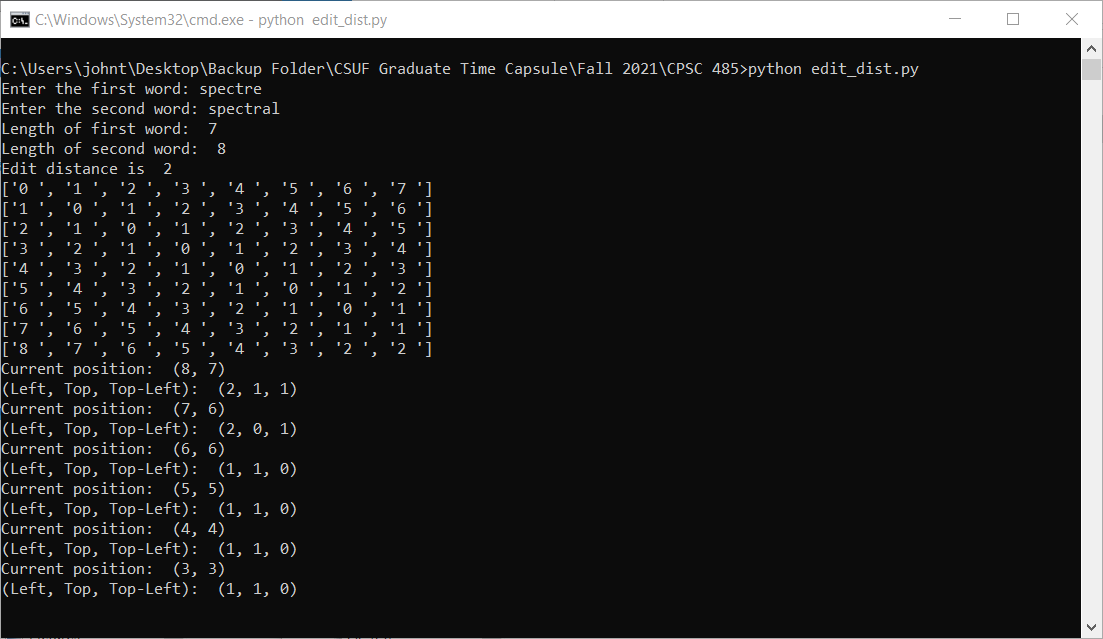 C:\Windows\System32\cmd.exe - python  edit_dist.py
C:\Users\johnt\Desktop\Backup Folder\CSUF Graduate Time Capsule\Fall 2021\CPSC 485>python edit_dist.py
Enter the first word: spectre
Enter the second word: spectral
Length of first word:  7
Length of second word:  8
Edit distance is  2
['0 ', '1 ', '2 ', '3 ', '4 ', '5 ', '6 ', '7 ']
['1 ', '0 ', '1 ', '2 ', '3 ', '4 ', '5 ', '6 ']
['2 ', '1 ', '0 ', '1 ', '2 ', '3 ', '4 ', '5 ']
['3 ', '2 ', '1 ', '0 ', '1 ', '2 ', '3 ', '4 ']
['4 ', '3 ', '2 ', '1 ', '0 ', '1 ', '2 ', '3 ']
['5 ', '4 ', '3 ', '2 ', '1 ', '0 ', '1 ', '2 ']
['6 ', '5 ', '4 ', '3 ', '2 ', '1 ', '0 ', '1 ']
['7 ', '6 ', '5 ', '4 ', '3 ', '2 ', '1 ', '1 ']
['8 ', '7 ', '6 ', '5 ', '4 ', '3 ', '2 ', '2 ']
Current position:  (8, 7)
(Left, Top, Top-Left):  (2, 1, 1)
Current position:  (7, 6)
(Left, Top, Top-Left):  (2, 0, 1)
Current position:  (6, 6)
(Left, Top, Top-Left):  (1, 1, 0)
Current position:  (5, 5)
(Left, Top, Top-Left):  (1, 1, 0)
Current position:  (4, 4)
(Left, Top, Top-Left):  (1, 1, 0)
Current position:  (3, 3)
(Left, Top, Top-Left):  (1, 1, 0)